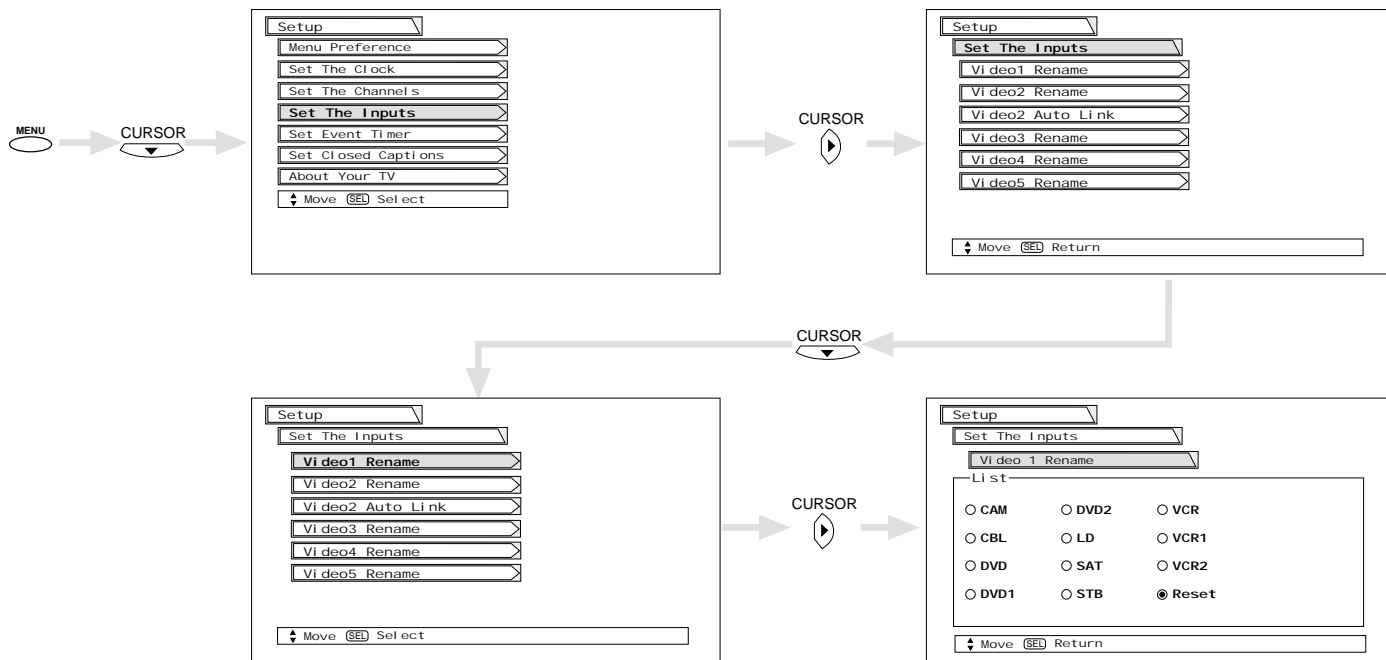 MENU
CURSOR
Setup
Menu Preference
Set The Clock
Set The Channels
Set The Inputs
Set Event Timer
Set Closed Captions
About Your TV
Move SEL Select
CURSOR
Setup
Set The Inputs
Video1 Rename
Video2 Rename
Video2 Auto Link
Video3 Rename
Video4 Rename
Video5 Rename
Move SEL Return
CURSOR
Setup
Set The Inputs
Video1 Rename
Video2 Rename
Video2 Auto Link
Video3 Rename
Video4 Rename
Video5 Rename
Move SEL Select
CURSOR
Setup
Set The Inputs
Video 1 Rename
List
CAM DVD2 VCR
CBL LD VCR1
DVD SAT VCR2
DVD1 STB Reset
Move SEL Return